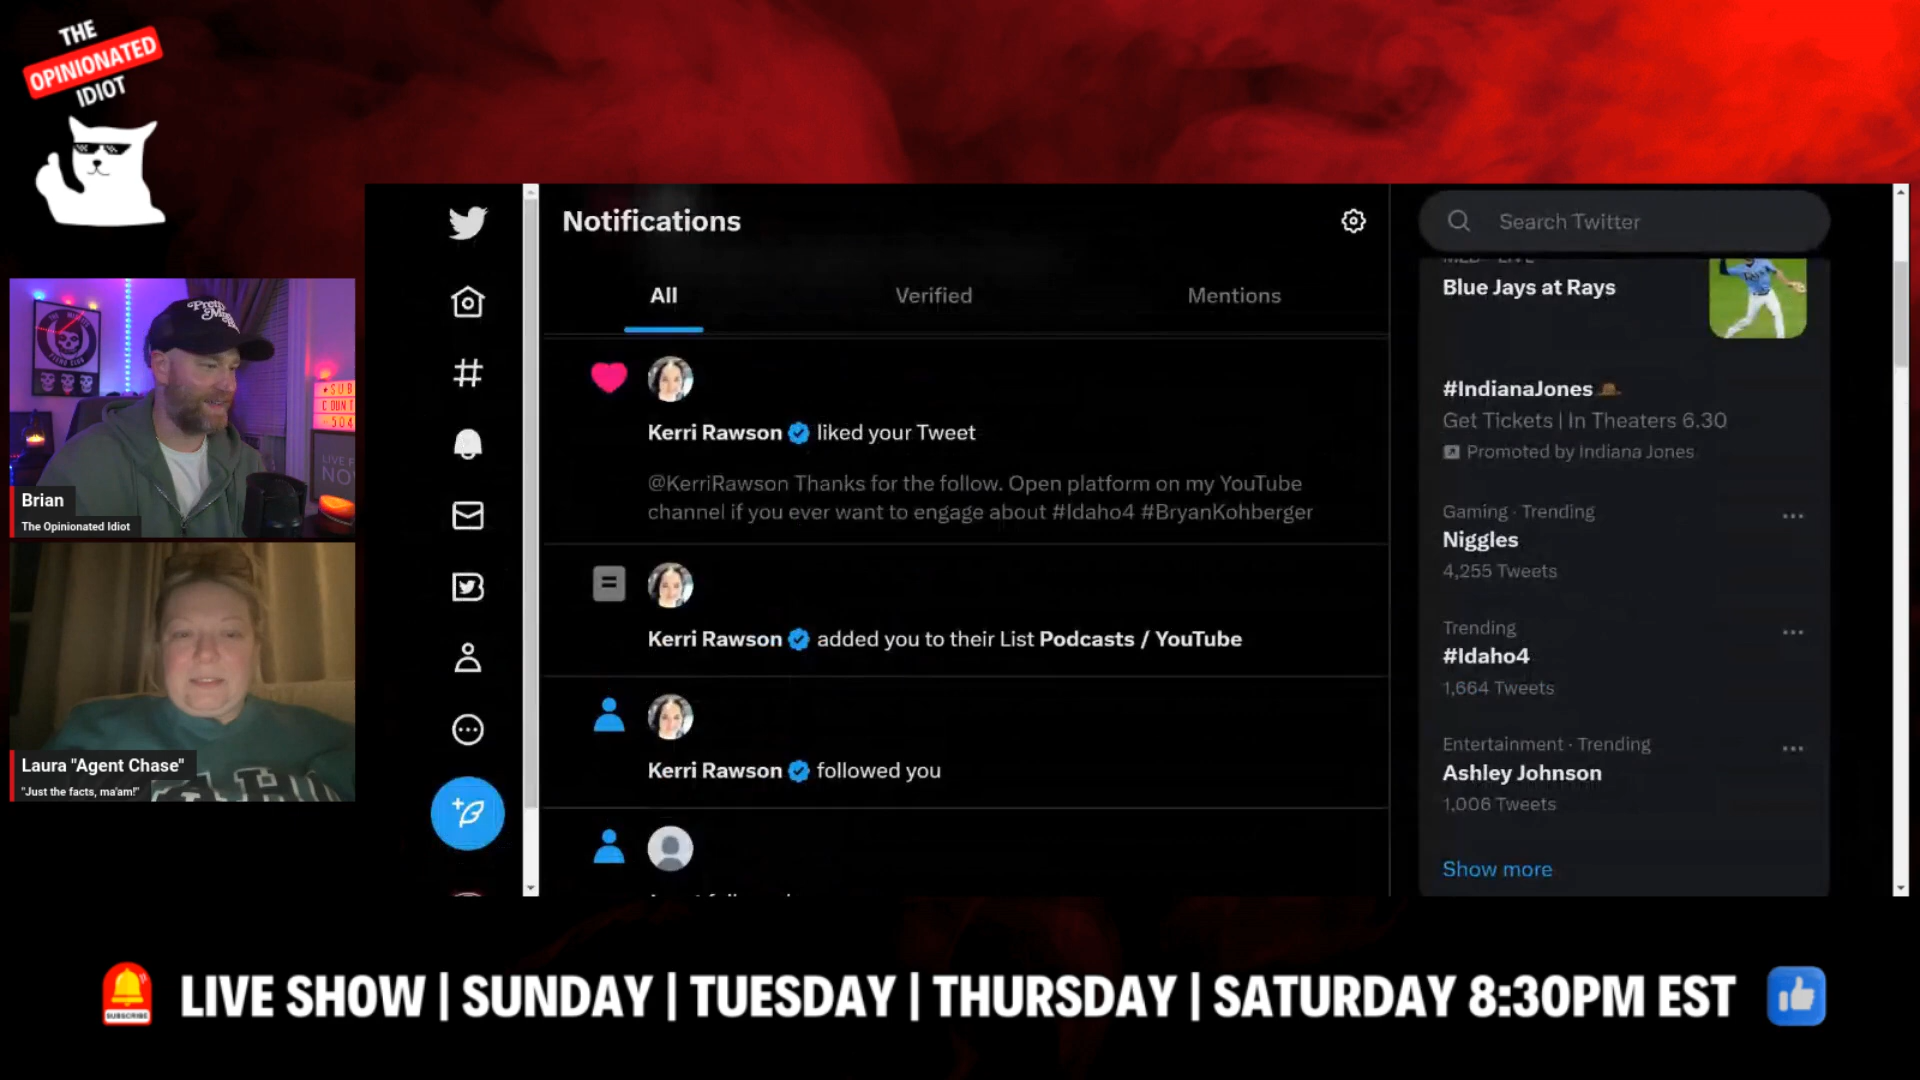 THE
OPINIONATED
IDIOT
Pretty
Brian
The Opinionated Idiot
Laura "Agent Chase"
"Just the facts, ma'am!"
Notifications
All
Verified
Mentions
Kerri Rawson liked your Tweet
@KerriRawson Thanks for the follow. Open platform on my YouTube
channel if you ever want to engage about #Idaho4 #BryanKohberger
Kerri Rawson added you to their List Podcasts / YouTube
Kerri Rawson followed you
Search Twitter
Blue Jays at Rays
#IndianaJones
Get Tickets | In Theaters 6.30
Promoted by Indiana Jones
Gaming · Trending
Niggles
4,255 Tweets
Trending
#Idaho4
1,664 Tweets
Entertainment · Trending
Ashley Johnson
1,006 Tweets
Show more
SUBSCRIBE
LIVE SHOW | SUNDAY | TUESDAY | THURSDAY | SATURDAY 8:30PM EST